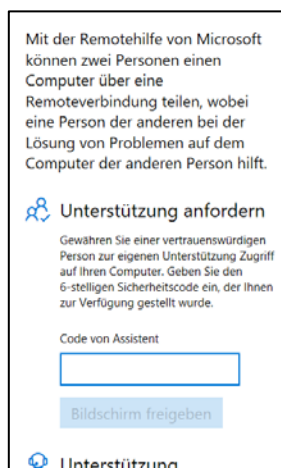 Mit der Remotehilfe von Microsoft
können zwei Personen einen
Computer über eine
Remoteverbindung teilen, wobei
eine Person der anderen bei der
Lösung von Problemen auf dem
Computer der anderen Person hilft.
Unterstützung anfordern
Gewähren Sie einer vertrauenswürdigen
Person zur eigenen Unterstützung Zugriff
auf Ihren Computer. Geben Sie den
6-stelligen Sicherheitscode ein, der Ihnen
zur Verfügung gestellt wurde.
Code von Assistent
Bildschirm freigeben
Unterstützung